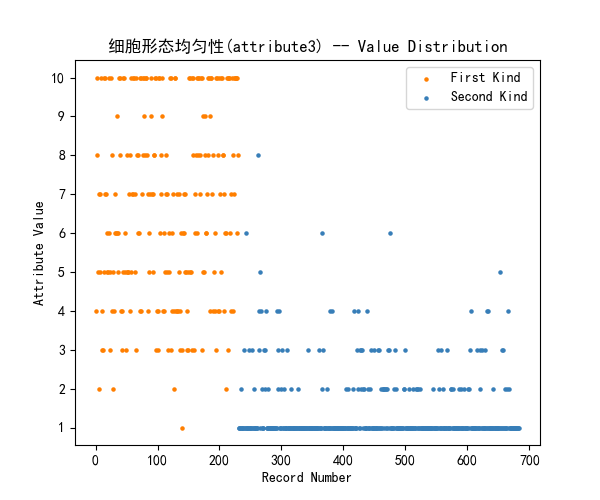 细胞形态均匀性(attribute3) -- Value Distribution
First Kind
Second Kind
Attribute Value
10
9
8
7
6
5
4
3
2
1
0 100 200 300 400 500 600 700
Record Number